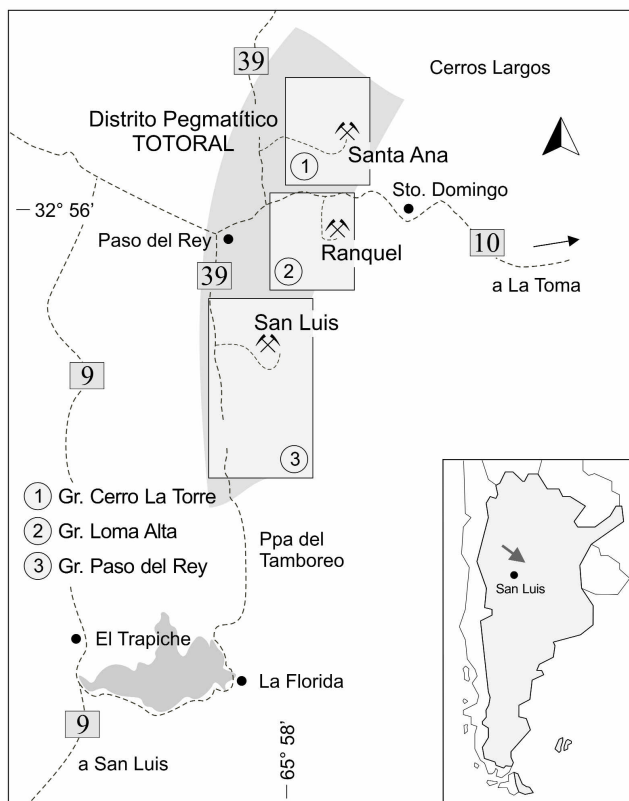 39
Cerros Largos
Distrito Pegmatítico
TOTORAL
Santa Ana
1
Sto. Domingo
32° 56’
Paso del Rey
Ranquel
10
39
2
a La Toma
San Luis
9
3
1 Gr. Cerro La Torre
2 Gr. Loma Alta
3 Gr. Paso del Rey
Ppa del
Tamboreo
San Luis
El Trapiche
La Florida
9
a San Luis
65° 58’